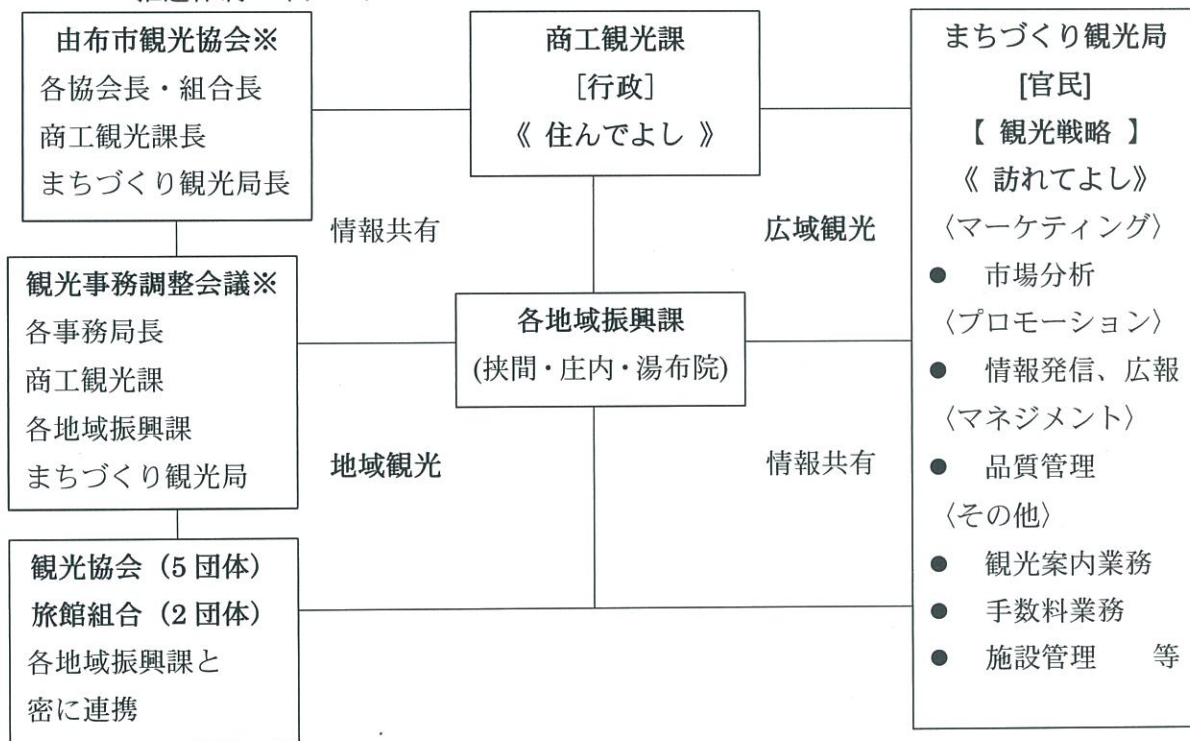 由布市観光協会※
各協会長・組合長
商工観光課長
まちづくり観光局長
商工観光課
[行政]
《 住んでよし 》
まちづくり観光局
[官民]
【 観光戦略 】
《 訪れてよし》
〈マーケティング〉
● 市場分析
〈プロモーション〉
● 情報発信、広報
〈マネジメント〉
● 品質管理
〈その他〉
● 観光案内業務
● 手数料業務
● 施設管理 等
情報共有
広域観光
観光事務調整会議※
各事務局長
商工観光課
各地域振興課
まちづくり観光局
各地域振興課
(挾間・庄内・湯布院)
地域観光
情報共有
観光協会（5 団体）
旅館組合（2 団体）
各地域振興課と
密に連携